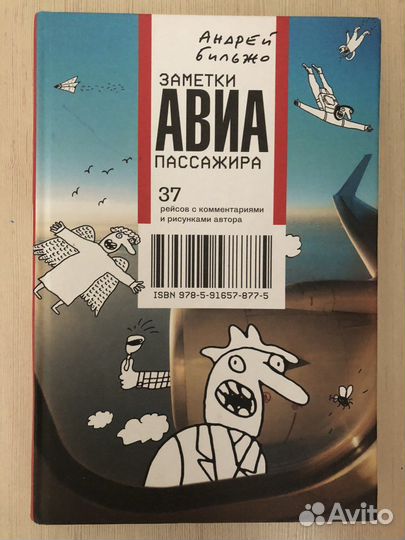 Андрей
Бильжо
ЗАМЕТКИ
АВИА
ПАССАЖИРА
37
рейсов с комментариями
и рисунками автора
ISBN 978-5-91657-877-5
Avito